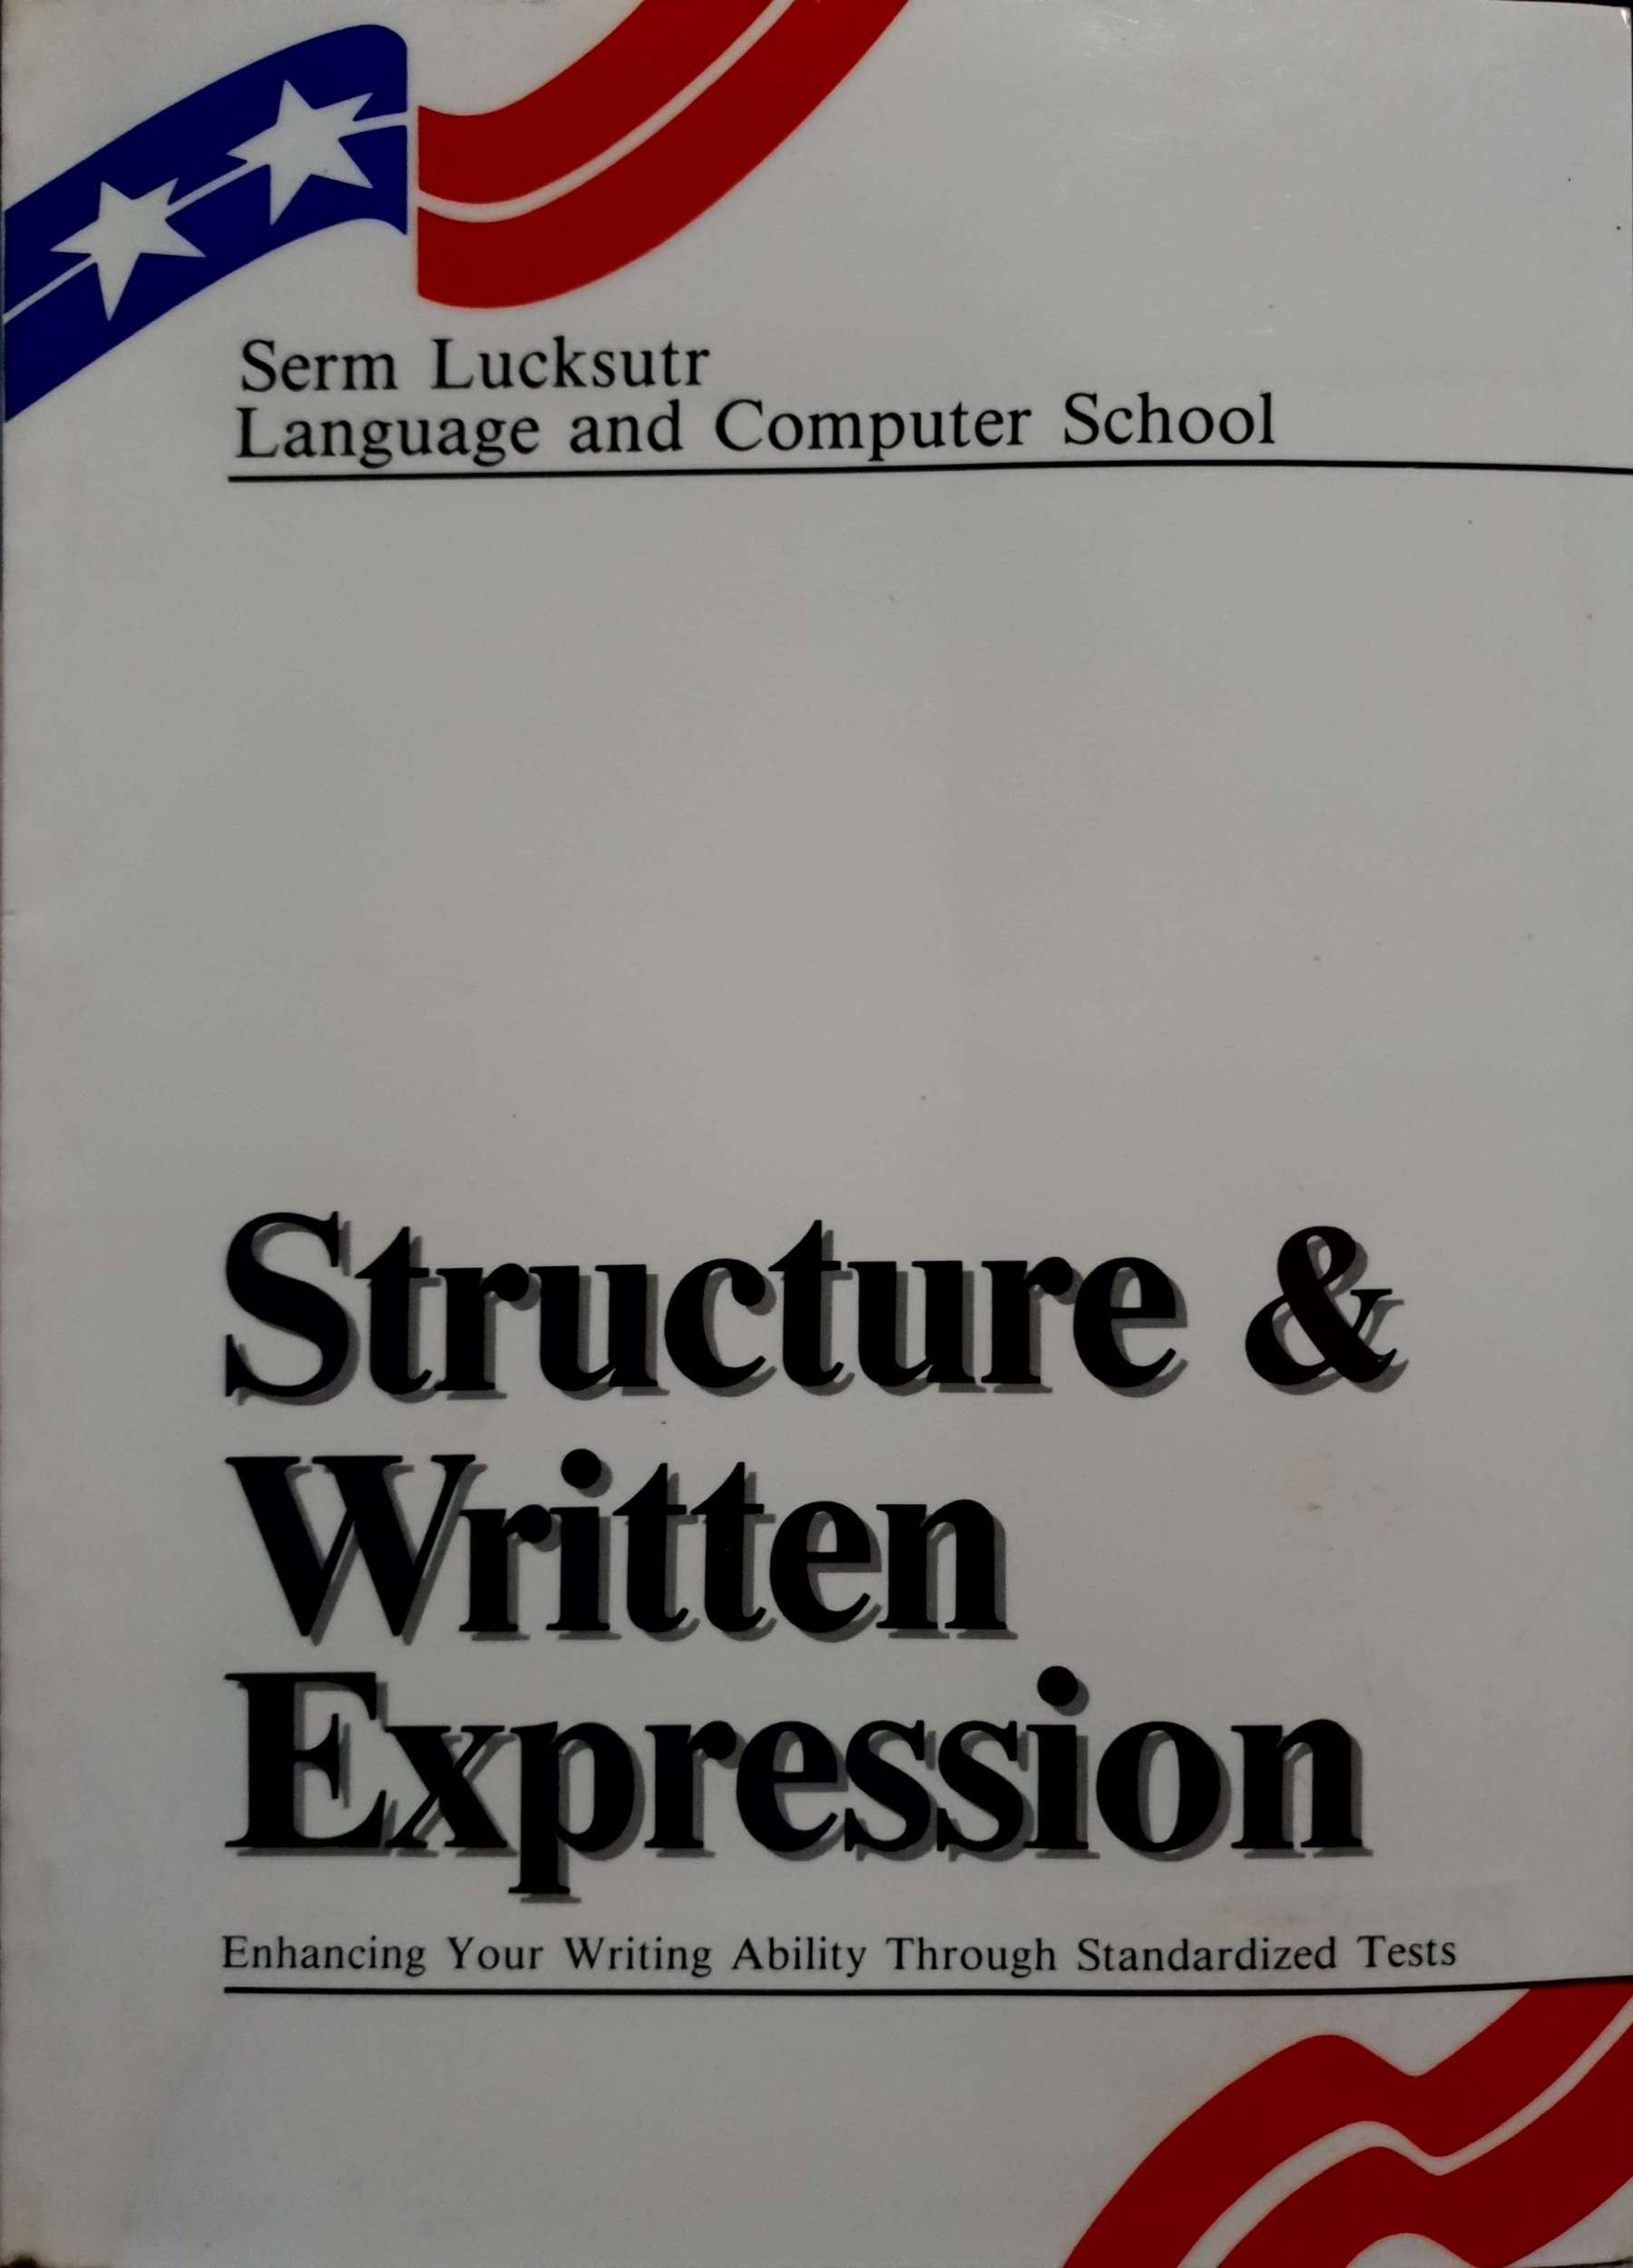 Serm Lucksutr
Language and Computer School
Structure &
Written
Expression
Enhancing Your Writing Ability Through Standardized Tests